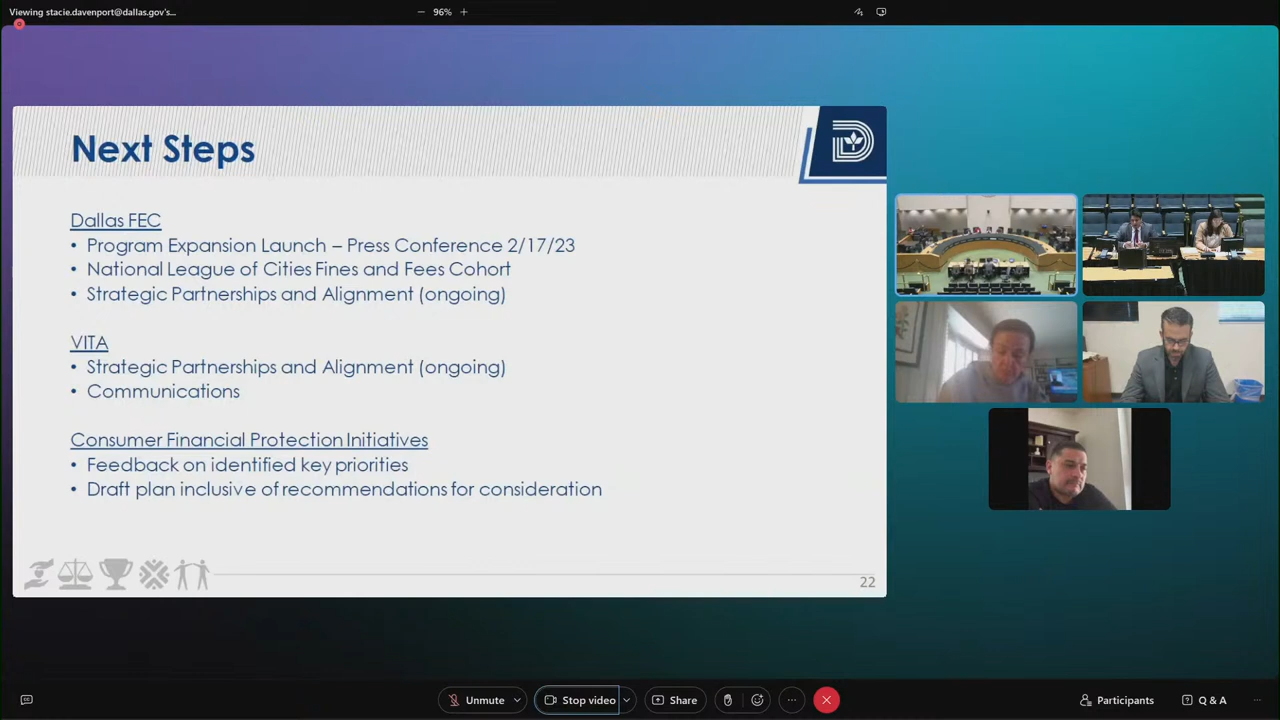 Viewing stacie.davenport@dallas.gov's...
96%
Next Steps
Dallas FEC
• Program Expansion Launch – Press Conference 2/17/23
• National League of Cities Fines and Fees Cohort
• Strategic Partnerships and Alignment (ongoing)
VITA
• Strategic Partnerships and Alignment (ongoing)
• Communications
Consumer Financial Protection Initiatives
• Feedback on identified key priorities
• Draft plan inclusive of recommendations for consideration
22
Unmute
Stop video
Share
Participants
Q & A